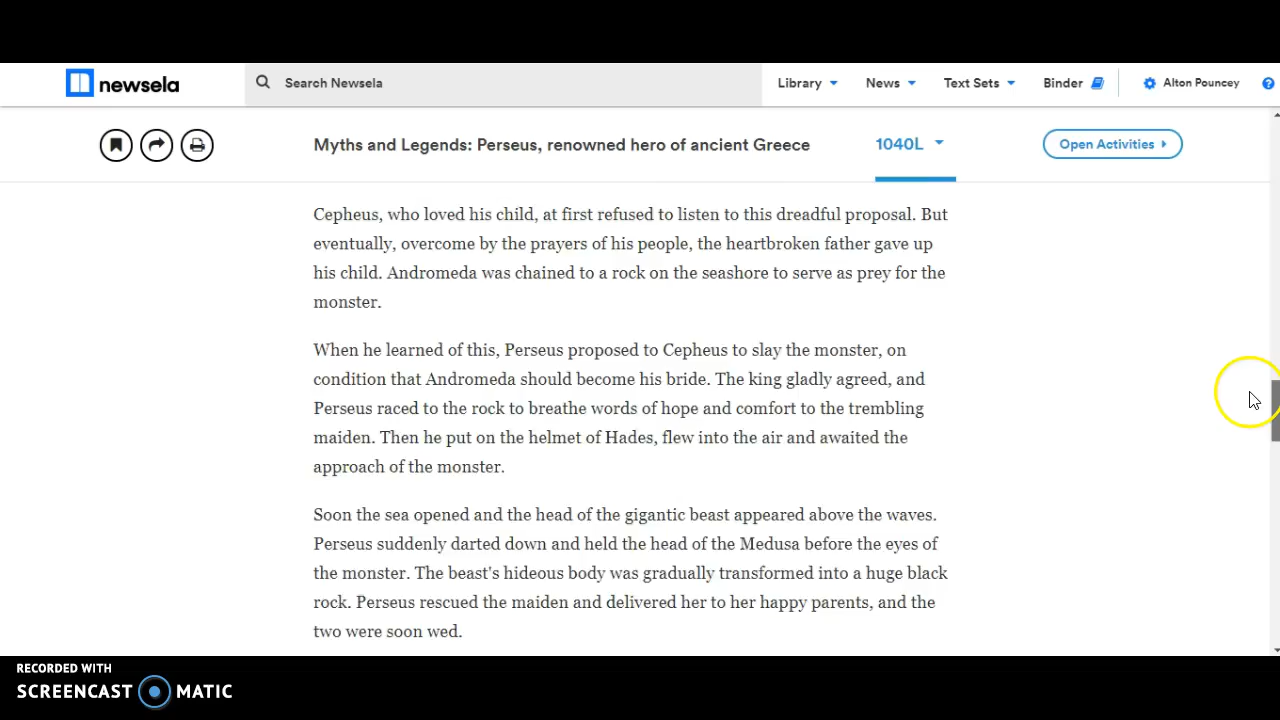 newsela
Search Newsela
Library
News
Text Sets
Binder
Alton Pouncey
?
Myths and Legends: Perseus, renowned hero of ancient Greece
1040L
Open Activities
Cepheus, who loved his child, at first refused to listen to this dreadful proposal. But
eventually, overcome by the prayers of his people, the heartbroken father gave up
his child. Andromeda was chained to a rock on the seashore to serve as prey for the
monster.
When he learned of this, Perseus proposed to Cepheus to slay the monster, on
condition that Andromeda should become his bride. The king gladly agreed, and
Perseus raced to the rock to breathe words of hope and comfort to the trembling
maiden. Then he put on the helmet of Hades, flew into the air and awaited the
approach of the monster.
Soon the sea opened and the head of the gigantic beast appeared above the waves.
Perseus suddenly darted down and held the head of the Medusa before the eyes of
the monster. The beast's hideous body was gradually transformed into a huge black
rock. Perseus rescued the maiden and delivered her to her happy parents, and the
two were soon wed.
RECORDED WITH
SCREENCAST MATIC